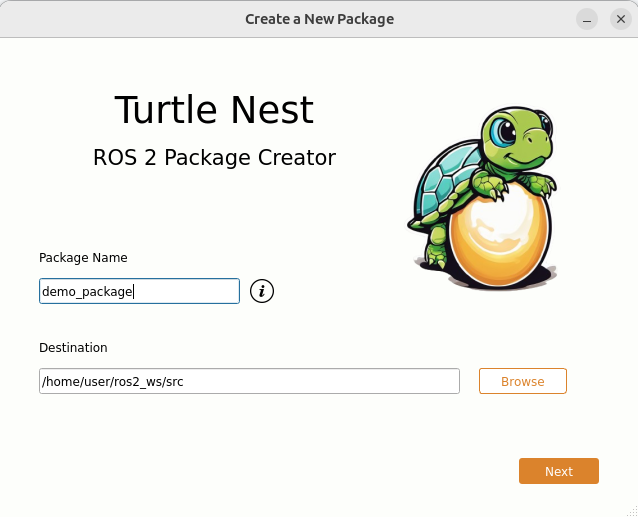 Create a New Package
Turtle Nest
ROS 2 Package Creator
Package Name
demo_package
i
Destination
/home/user/ros2_ws/src
Browse
Next